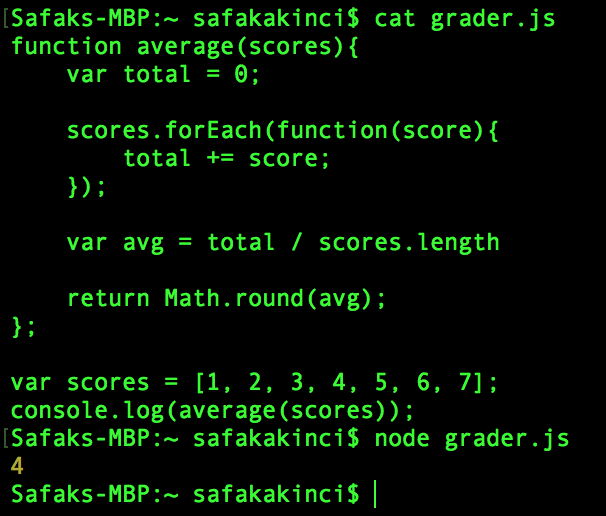 [Safaks-MBP:~ safakakinci$ cat grader.js
function average(scores){
    var total = 0;

    scores.forEach(function(score){
        total += score;
    });

    var avg = total / scores.length

    return Math.round(avg);
};

var scores = [1, 2, 3, 4, 5, 6, 7];
console.log(average(scores));
[Safaks-MBP:~ safakakinci$ node grader.js
4
Safaks-MBP:~ safakakinci$